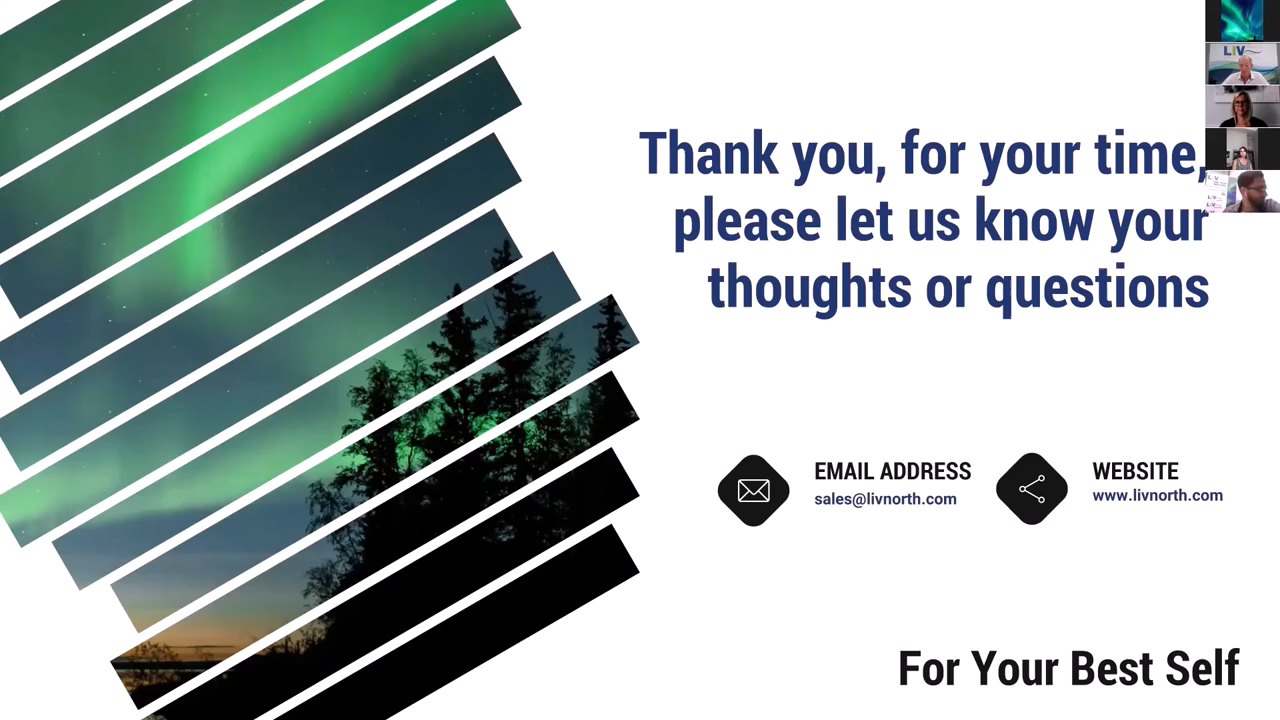 LIV
Thank you, for your time,
please let us know your
thoughts or questions
EMAIL ADDRESS
sales@livnorth.com
WEBSITE
www.livnorth.com
For Your Best Self